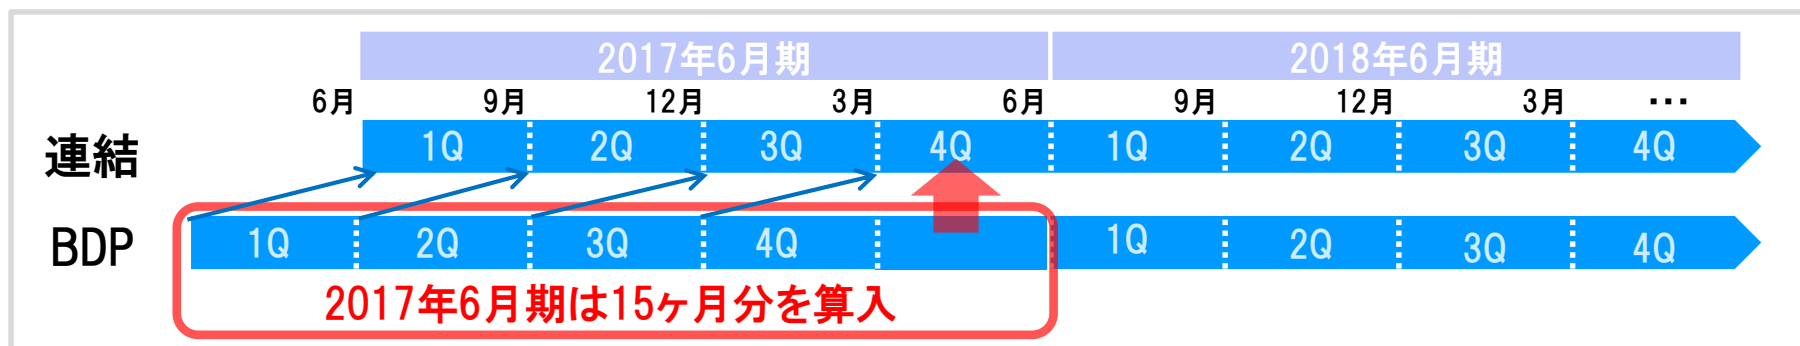 2017年6月期 2018年6月期
6月 9月 12月 3月 6月 9月 12月 3月 ･･･
連結 1Q 2Q 3Q 4Q 1Q 2Q 3Q 4Q
BDP 1Q 2Q 3Q 4Q 1Q 2Q 3Q 4Q
2017年6月期は15ヶ月分を算入